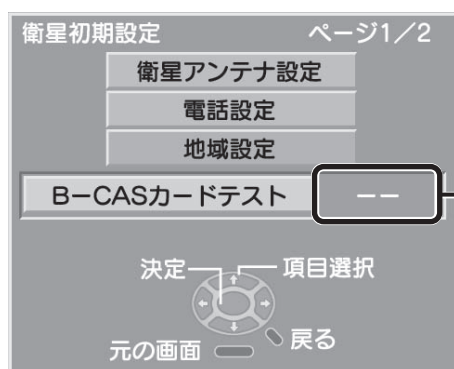 衛星初期設定 ページ1／2
衛星アンテナ設定
電話設定
地域設定
B−CASカードテスト −−
決定 項目選択
元の画面 戻る